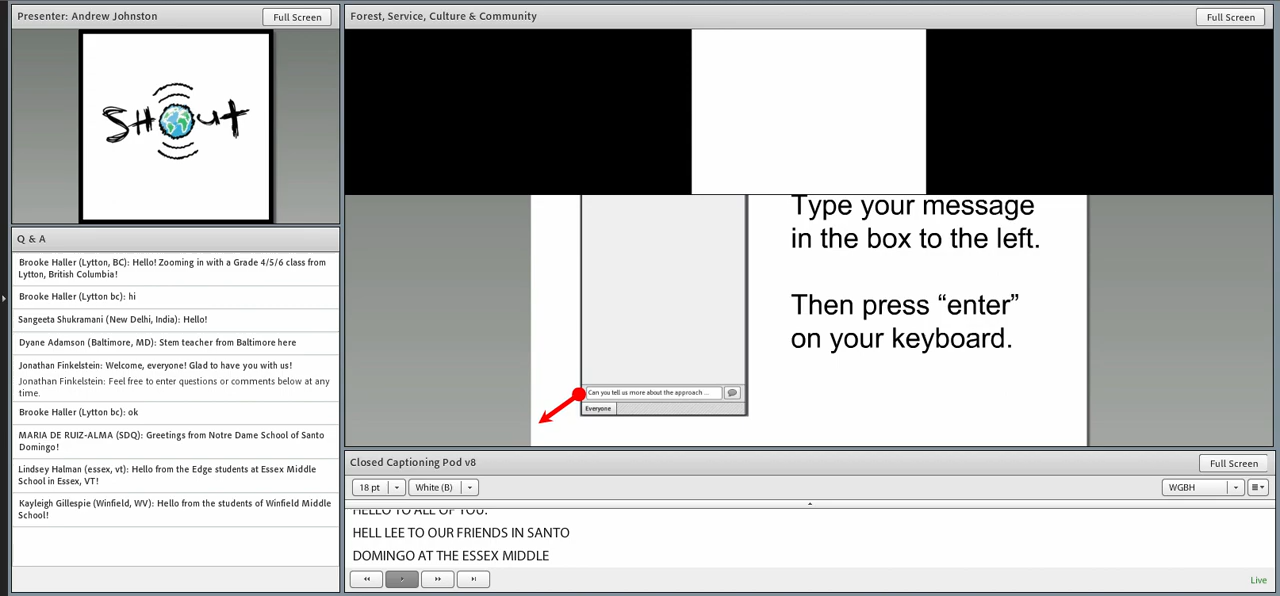 Presenter: Andrew Johnston
Full Screen
SHOUT
Q & A
Brooke Haller (Lytton, BC): Hello! Zooming in with a Grade 4/5/6 class from
Lytton, British Columbia!
Brooke Haller (Lytton bc): hi
Sangeeta Shukramani (New Delhi, India): Hello!
Dyane Adamson (Baltimore, MD): Stem teacher from Baltimore here
Jonathan Finkelstein: Welcome, everyone! Glad to have you with us!
Jonathan Finkelstein: Feel free to enter questions or comments below at any
time.
Brooke Haller (Lytton bc): ok
MARIA DE RUIZ-ALMA (SDQ): Greetings from Notre Dame School of Santo
Domingo!
Lindsey Halman (essex, vt): Hello from the Edge students at Essex Middle
School in Essex, VT!
Kayleigh Gillespie (Winfield, WV): Hello from the students of Winfield Middle
School!
Forest, Service, Culture & Community
Full Screen
Type your message
in the box to the left.
Then press “enter”
on your keyboard.
Can you tell us more about the approach ...
Everyone
Closed Captioning Pod v8
Full Screen
18 pt
White (B)
WGBH
HELLO TO ALL OF YOU.
HELL LEE TO OUR FRIENDS IN SANTO
DOMINGO AT THE ESSEX MIDDLE
Live